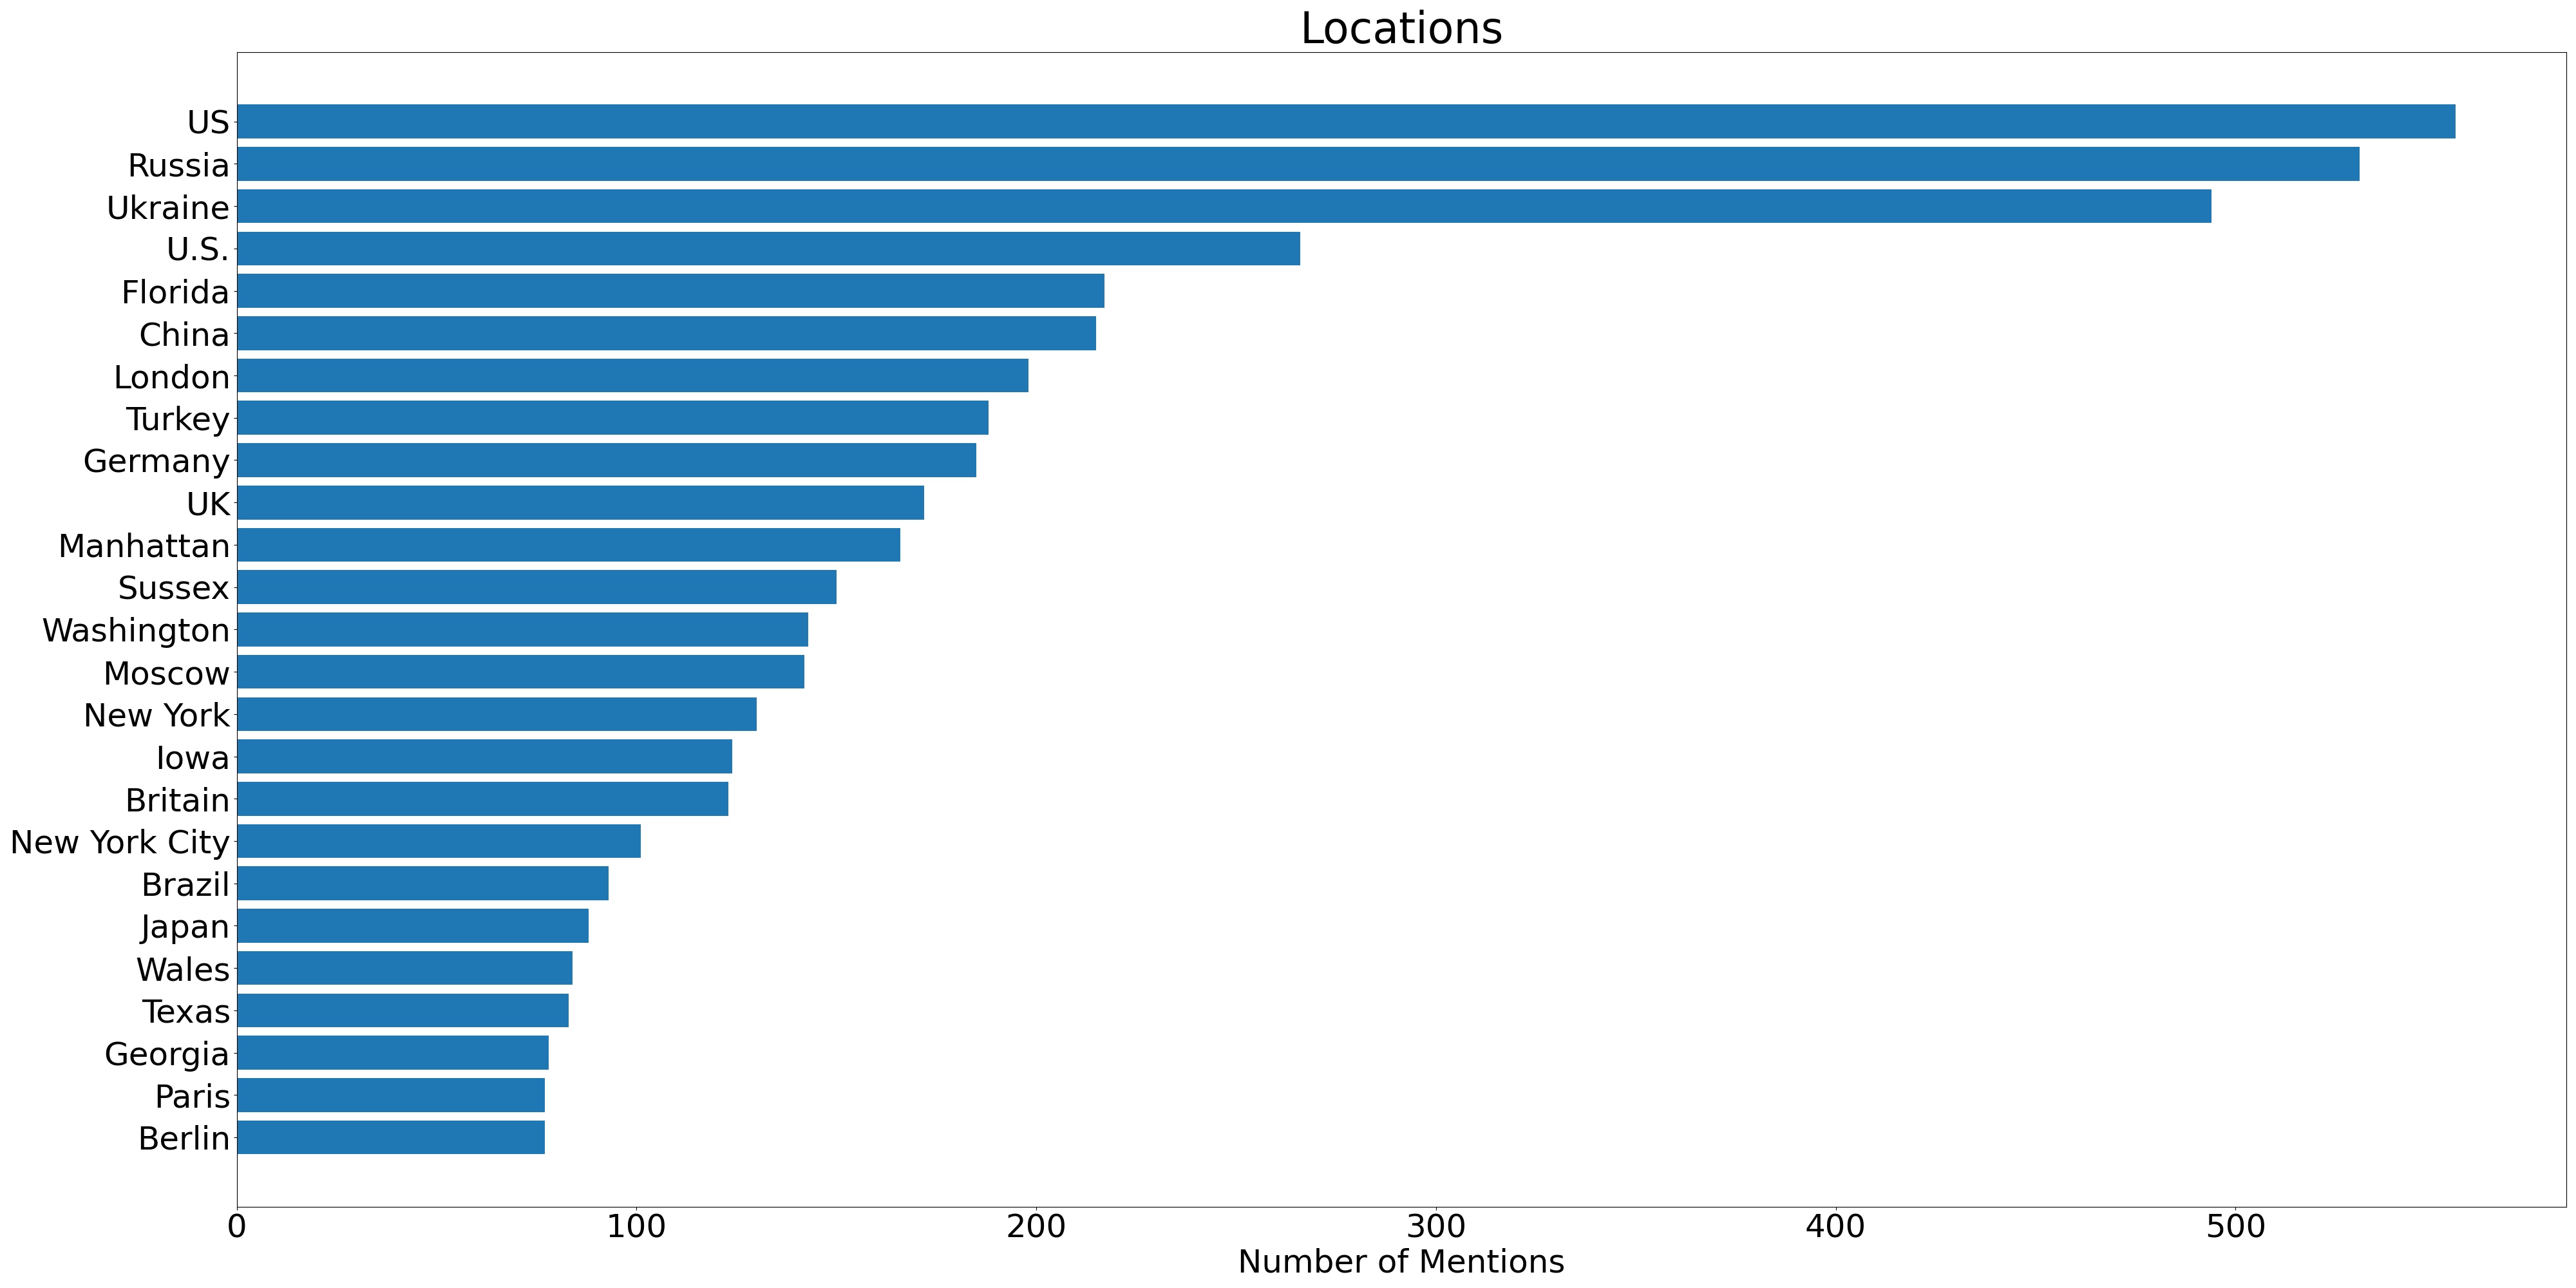 Locations
US
Russia
Ukraine
U.S.
Florida
China
London
Turkey
Germany
UK
Manhattan
Sussex
Washington
Moscow
New York
Iowa
Britain
New York City
Brazil
Japan
Wales
Texas
Georgia
Paris
Berlin
0 100 200 300 400 500
Number of Mentions